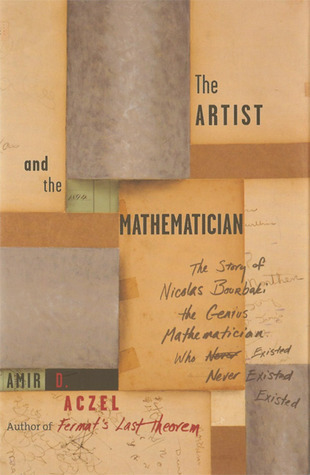 The
ARTIST
and
the
MATHEMATICIAN
The Story of
Nicolas Bourbaki
the Genius
Mathematician
Who Never Existed
Never Existed
Existed
AMIR D.
ACZEL
Author of Fermat's Last Theorem